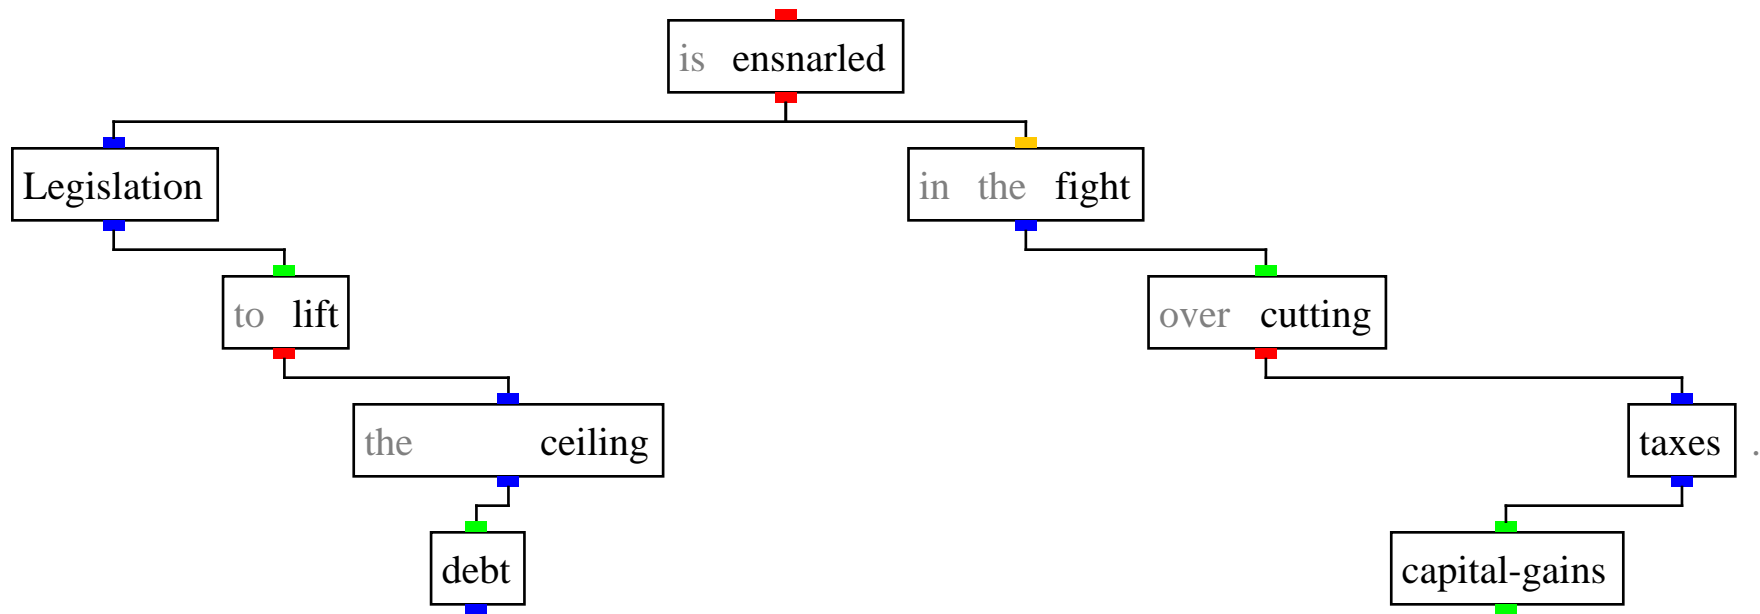 is ensnarled
Legislation
in the fight
to lift
over cutting
the ceiling
taxes .
debt
capital-gains